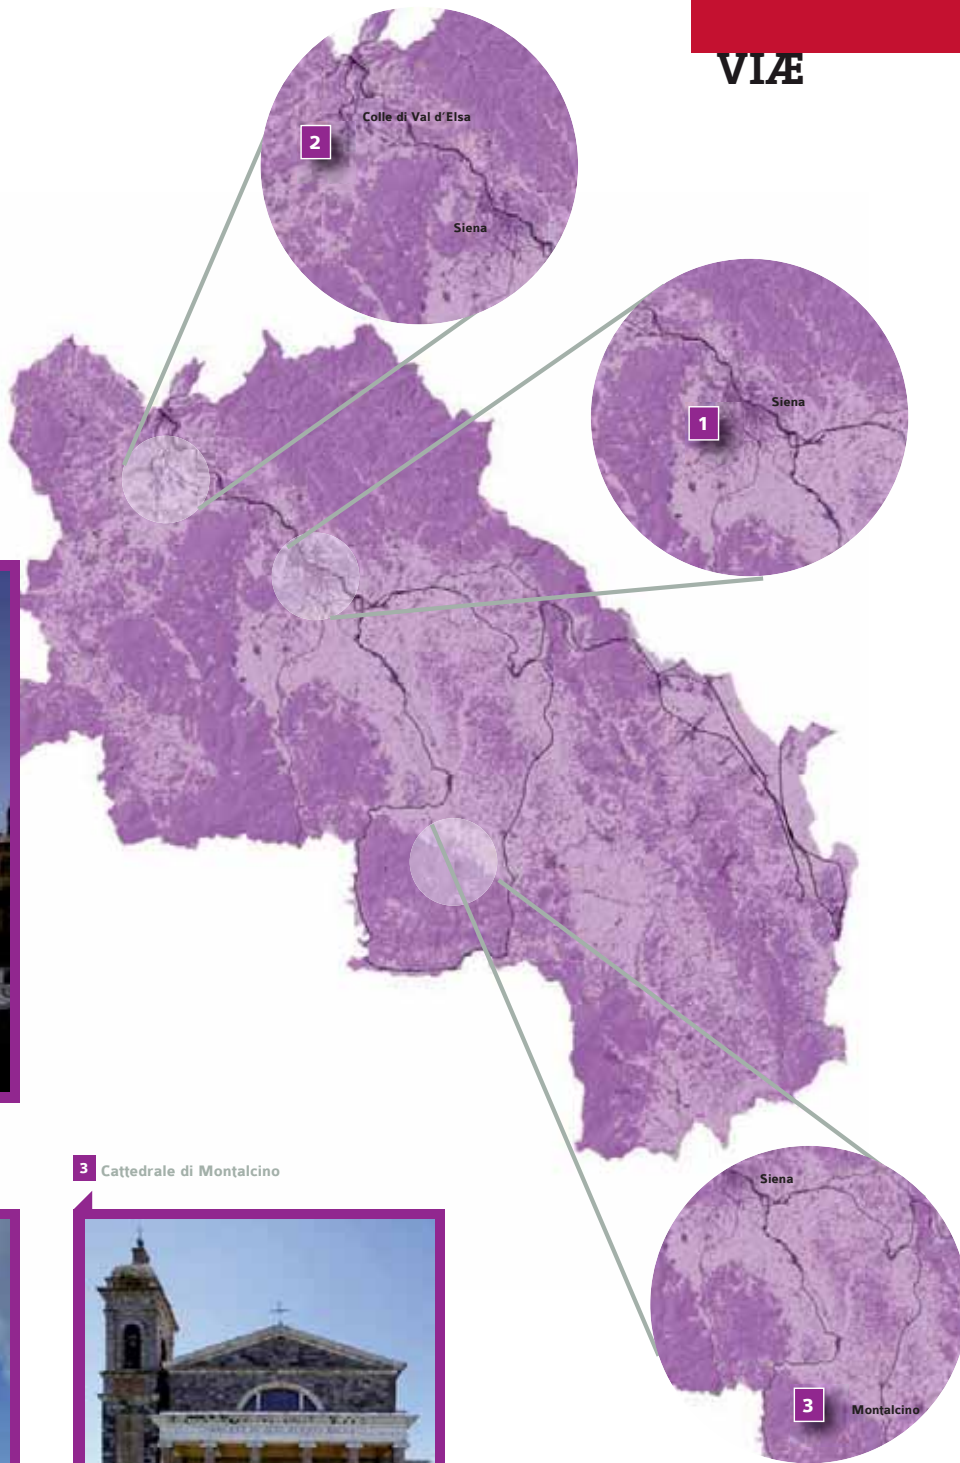 VIÆ
Colle di Val d'Elsa
2
Siena
Siena
1
3 Cattedrale di Montalcino
Siena
3
Montalcino